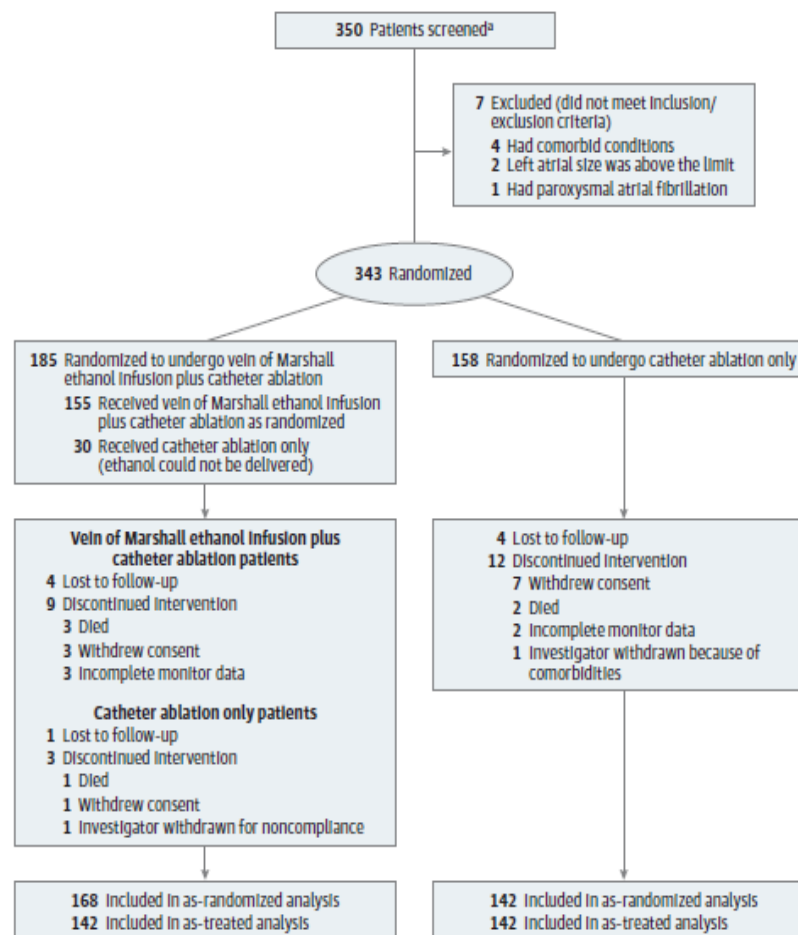 350 Patients screenedª
7 Excluded (did not meet inclusion/
exclusion criteria)
4 Had comorbid conditions
2 Left atrial size was above the limit
1 Had paroxysmal atrial fibrillation
343 Randomized
185 Randomized to undergo vein of Marshall
ethanol infusion plus catheter ablation
155 Received vein of Marshall ethanol infusion
plus catheter ablation as randomized
30 Received catheter ablation only
(ethanol could not be delivered)
158 Randomized to undergo catheter ablation only
Vein of Marshall ethanol infusion plus
catheter ablation patients
4 Lost to follow-up
9 Discontinued intervention
3 Died
3 Withdrew consent
3 Incomplete monitor data
Catheter ablation only patients
1 Lost to follow-up
3 Discontinued intervention
1 Died
1 Withdrew consent
1 Investigator withdrawn for noncompliance
4 Lost to follow-up
12 Discontinued intervention
7 Withdrew consent
2 Died
2 Incomplete monitor data
1 Investigator withdrawn because of
comorbidities
168 Included in as-randomized analysis
142 Included in as-treated analysis
142 Included in as-randomized analysis
142 Included in as-treated analysis